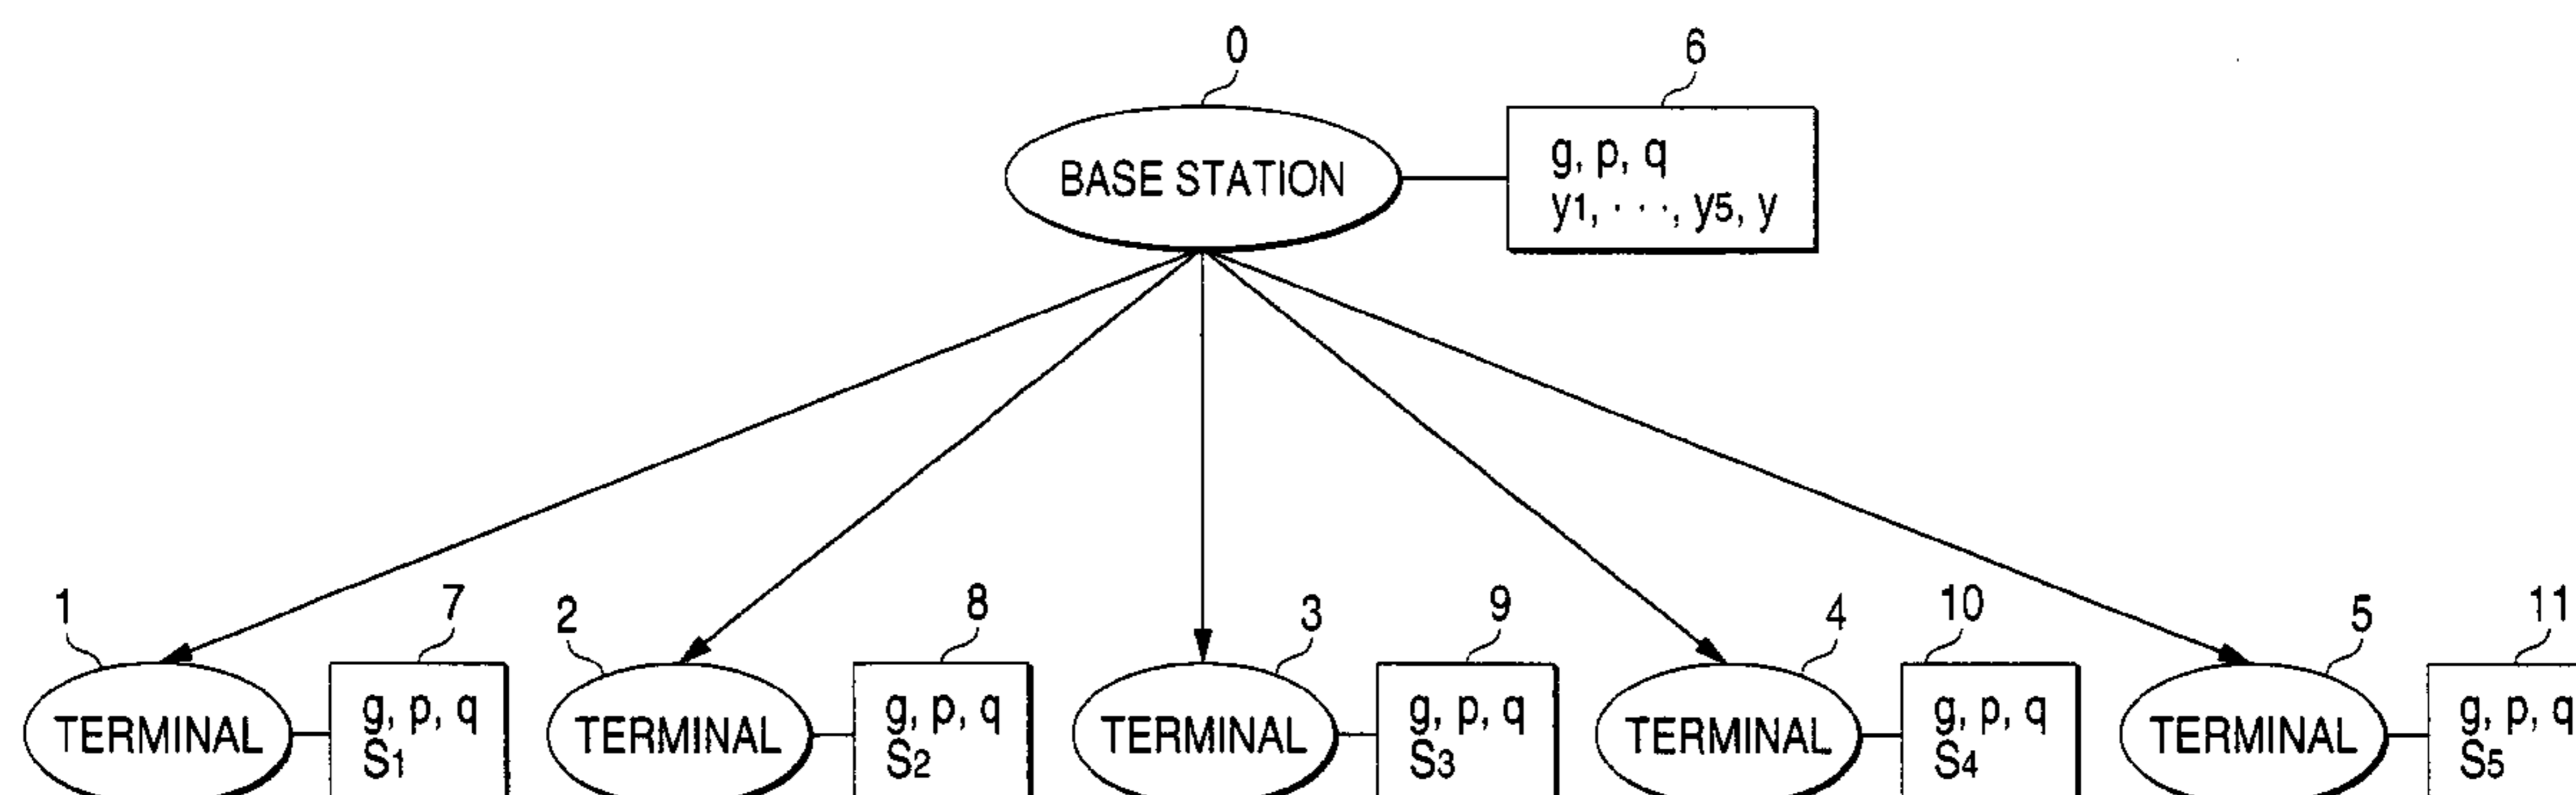 0
6
BASE STATION
g, p, q
y1, · · ·, y5, y
1
7
2
8
3
9
4
10
5
11
TERMINAL
g, p, q
S1
TERMINAL
g, p, q
S2
TERMINAL
g, p, q
S3
TERMINAL
g, p, q
S4
TERMINAL
g, p, q
S5